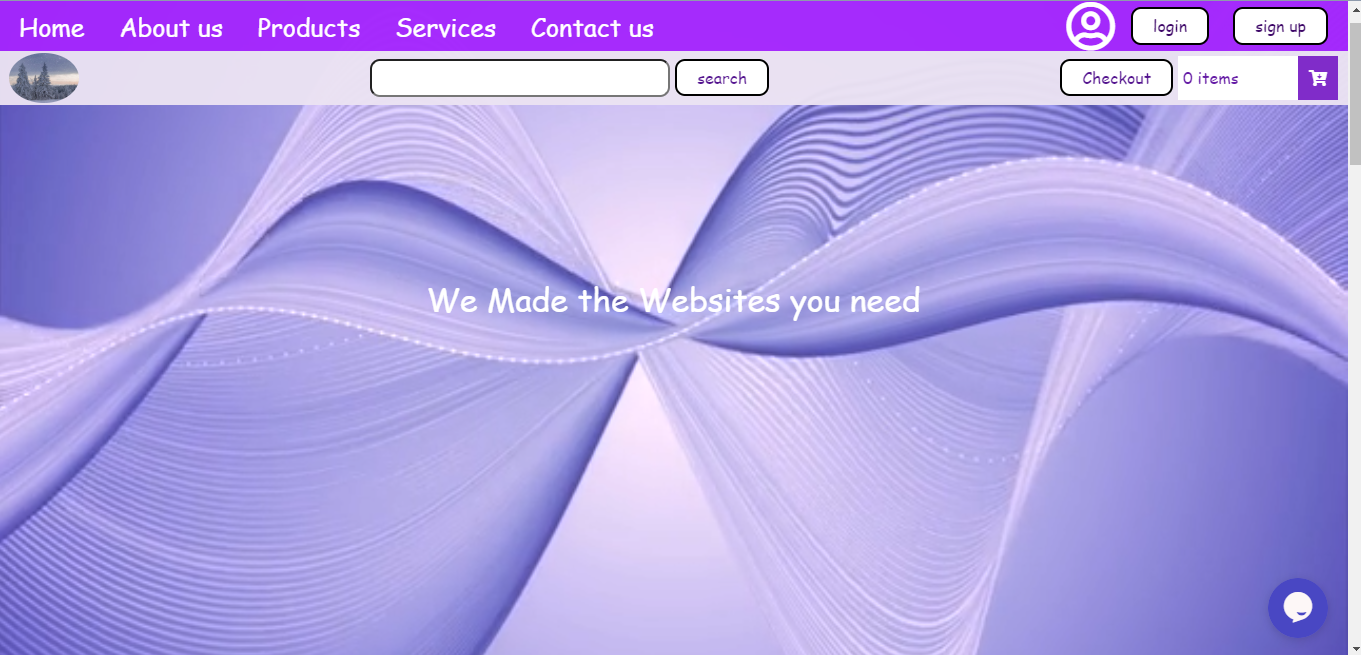 Home About us Products Services Contact us login sign up
search Checkout 0 items
We Made the Websites you need